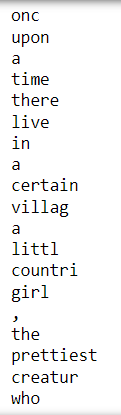 onc
upon
a
time
there
live
in
a
certain
villag
a
littl
countri
girl
,
the
prettiest
creatur
who